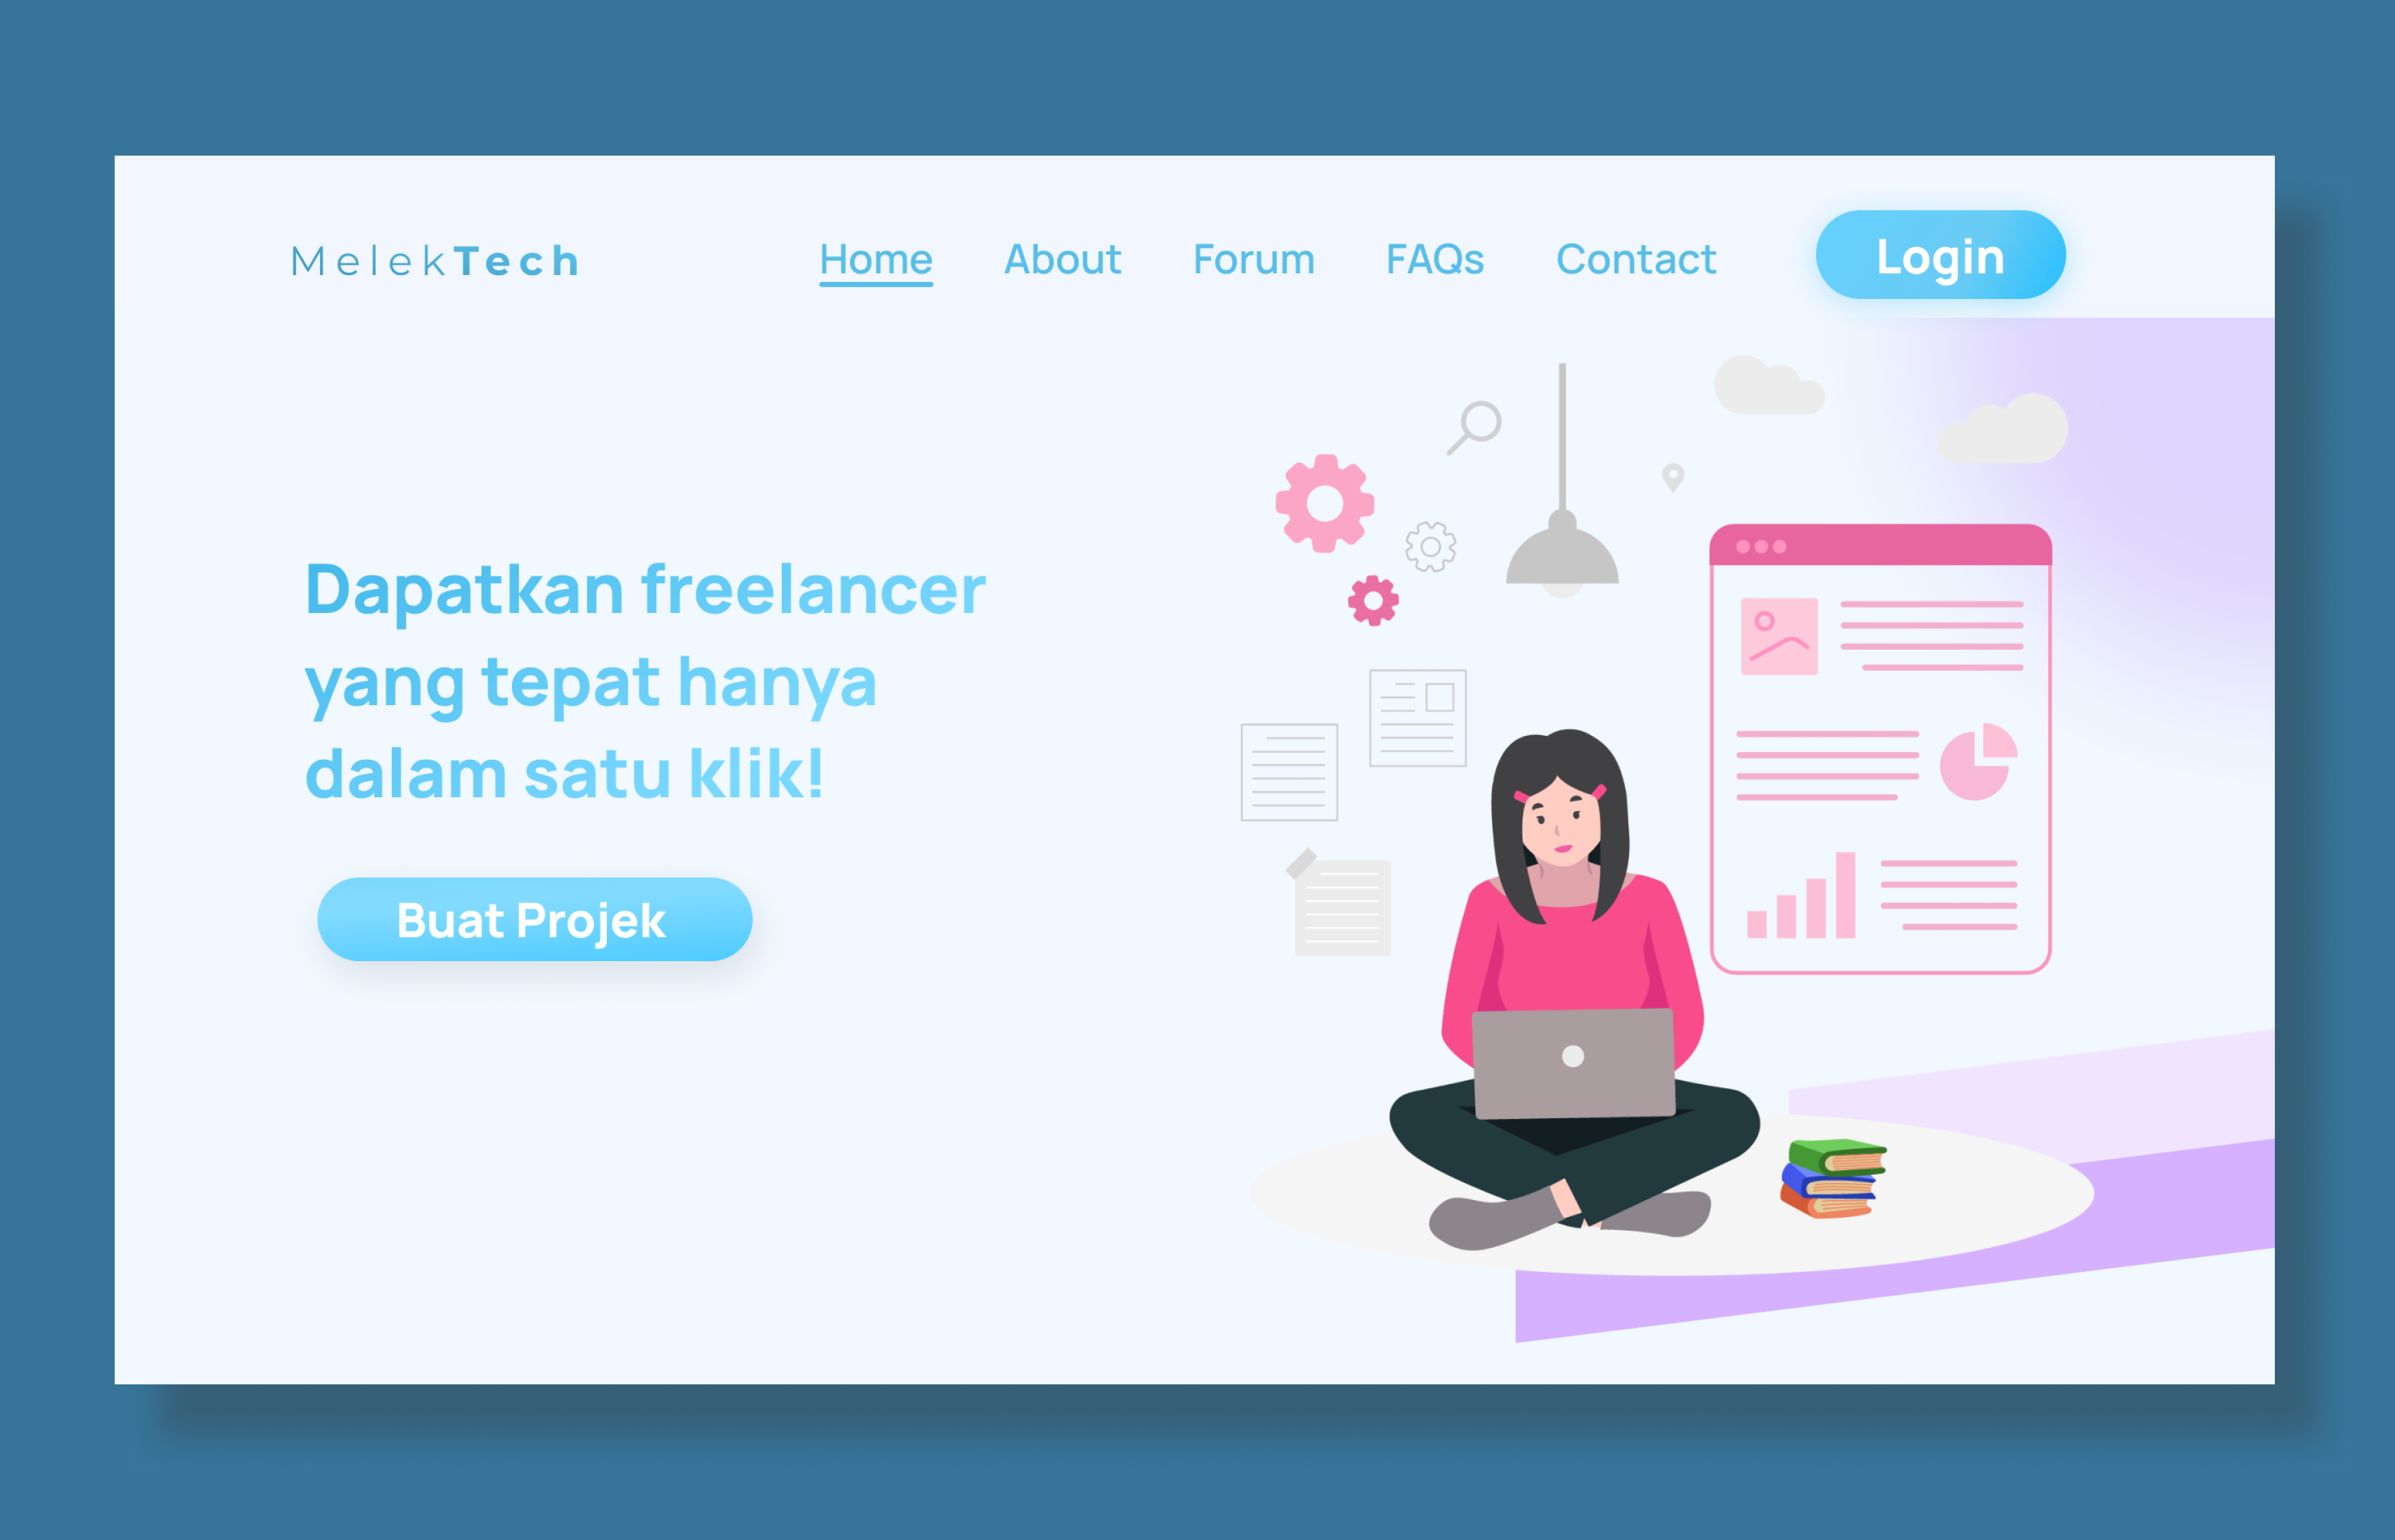 MelekTech
Home About Forum FAQs Contact Login
Dapatkan freelancer
yang tepat hanya
dalam satu klik!
Buat Projek